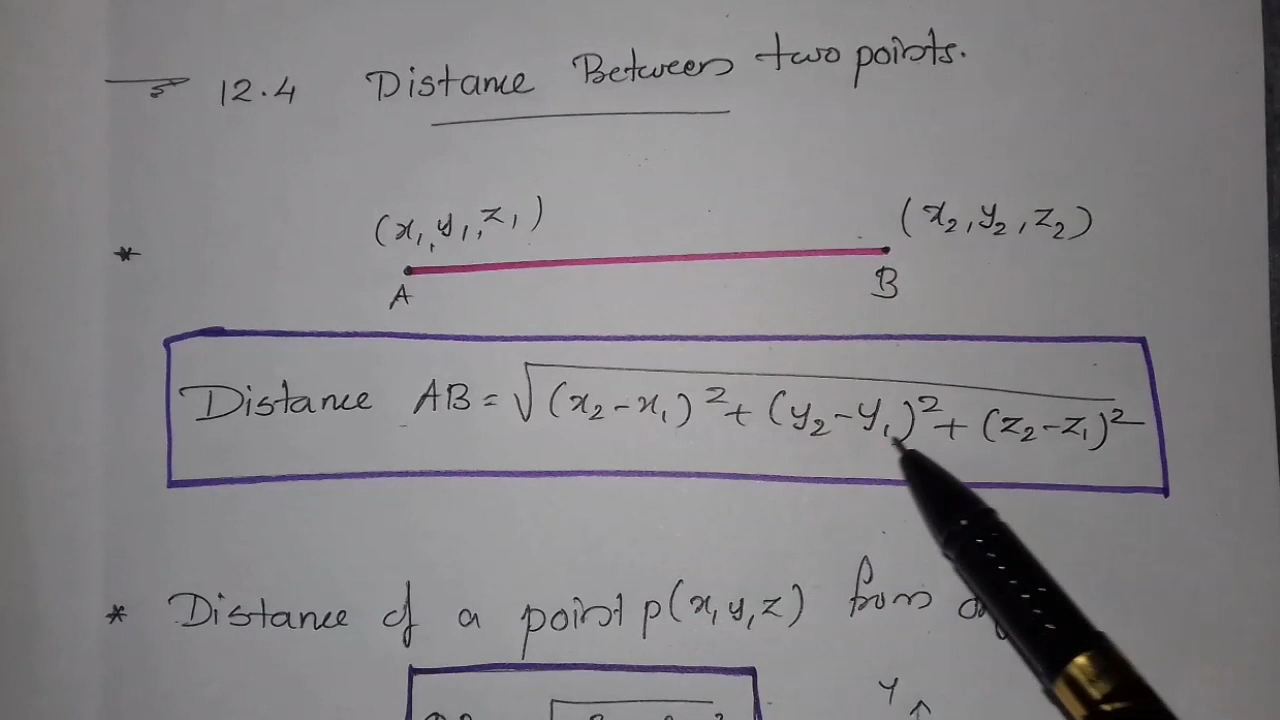 12.4 Distance Between two points.
(x₁, y₁, z₁) (x₂, y₂, z₂)
*
A B
Distance AB = √(x₂ - x₁)² + (y₂ - y₁)² + (z₂ - z₁)²
* Distance of a point p(x, y, z) from
Y